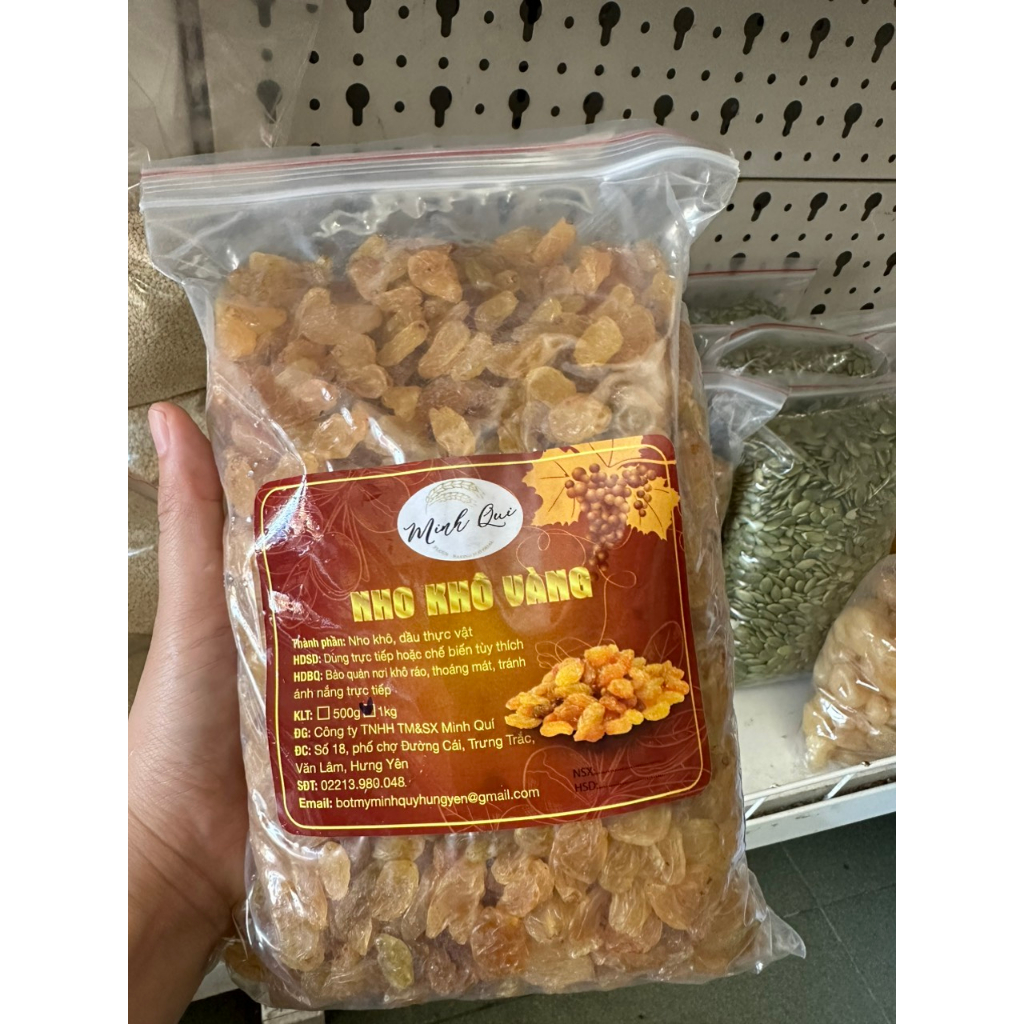 Minh Quí
NHO KHÔ VÀNG
Thành phần: Nho khô, dầu thực vật
HDSD: Dùng trực tiếp hoặc chế biến tùy thích
HDBQ: Bảo quản nơi khô ráo, thoáng mát, tránh
ánh nắng trực tiếp
KLT: 500g 1kg
ĐG: Công ty TNHH TM&SX Minh Quí
ĐC: Số 18, phố chợ Đường Cái, Trưng Trắc,
Văn Lâm, Hưng Yên
SĐT: 02213.980.048
Email: botmyminhquyhungyen@gmail.com
NSX:
HSD: